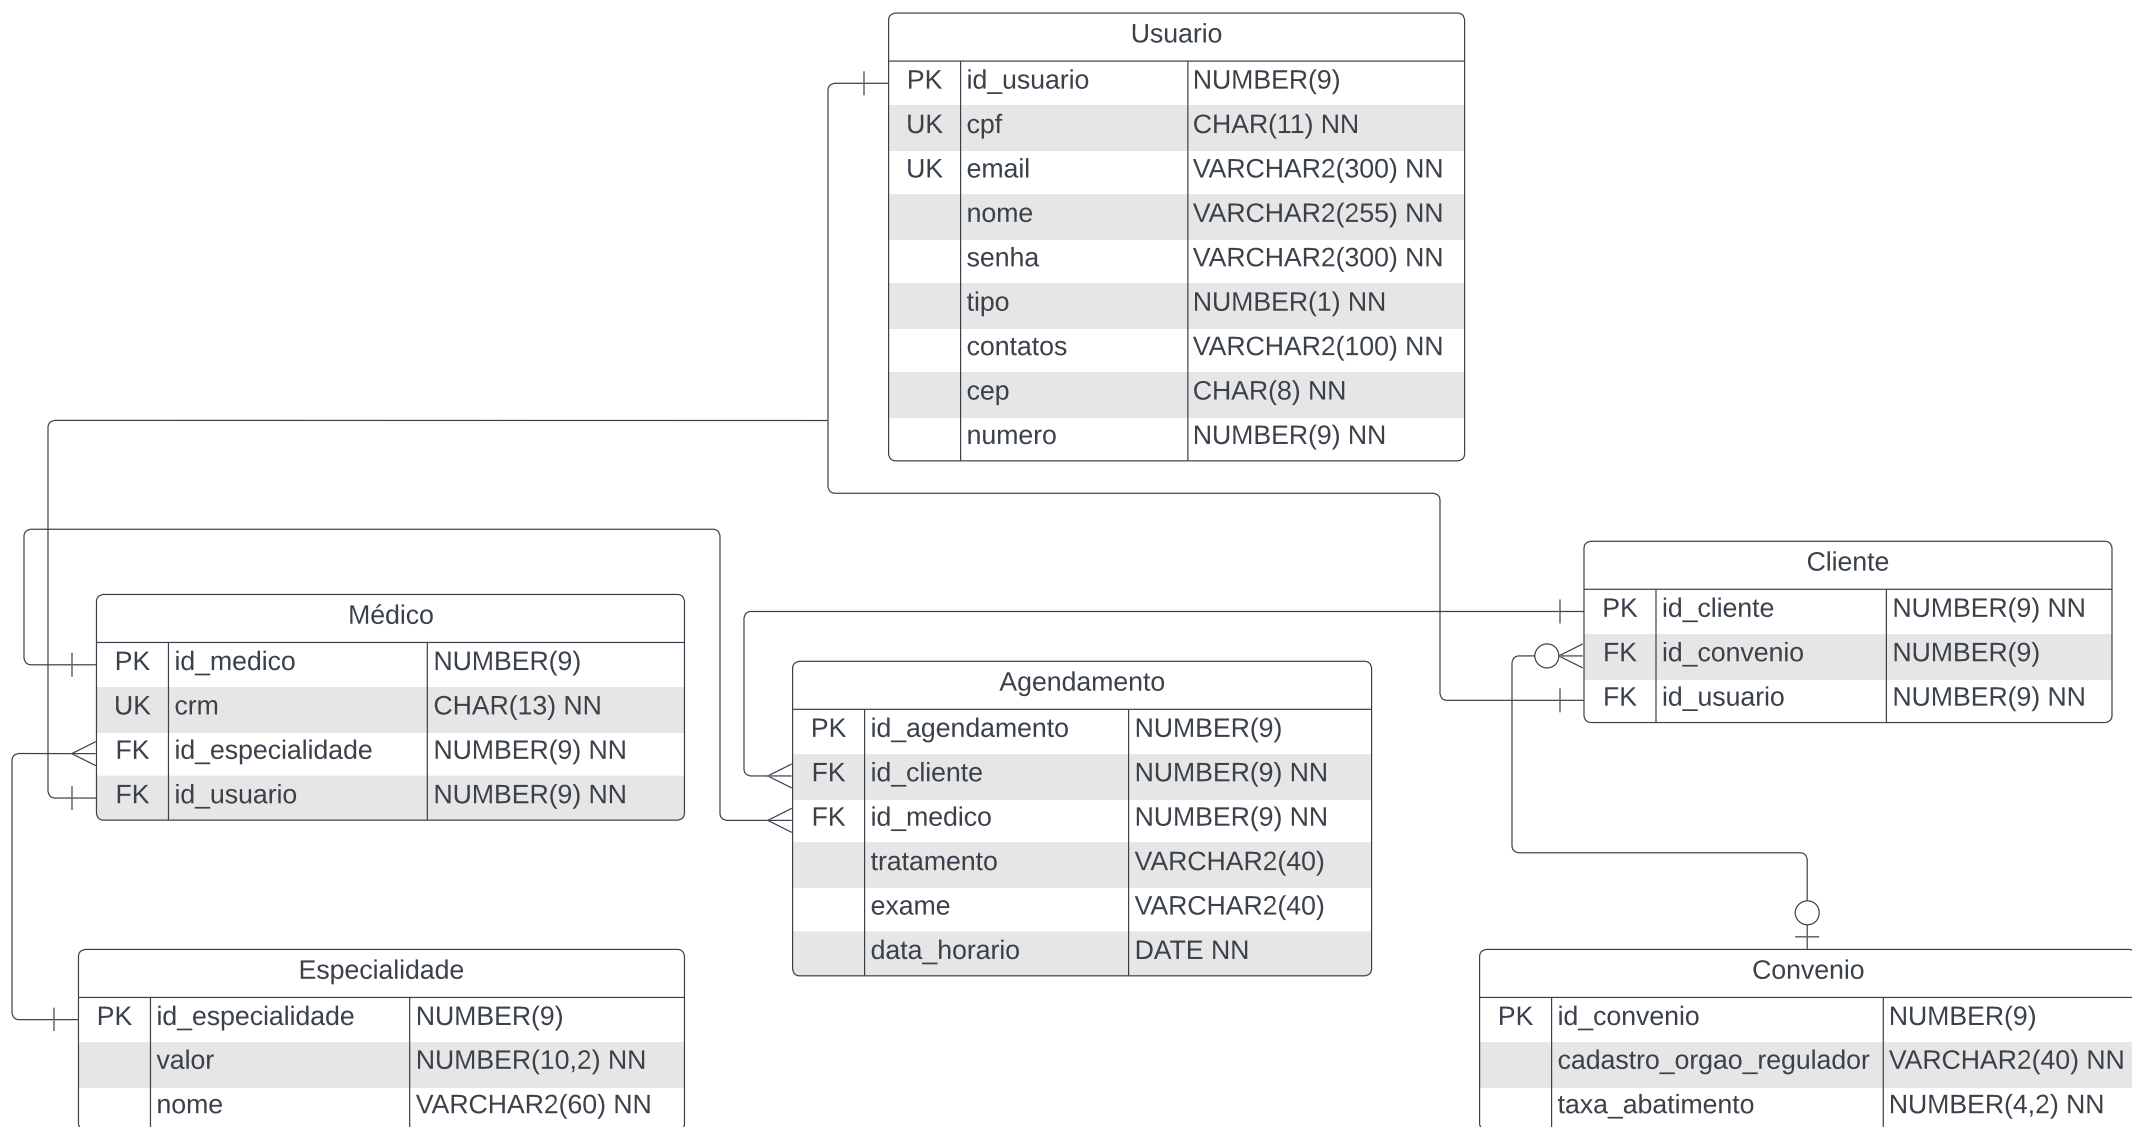 Usuario
PK id_usuario NUMBER(9)
UK cpf CHAR(11) NN
UK email VARCHAR2(300) NN
nome VARCHAR2(255) NN
senha VARCHAR2(300) NN
tipo NUMBER(1) NN
contatos VARCHAR2(100) NN
cep CHAR(8) NN
numero NUMBER(9) NN
Cliente
PK id_cliente NUMBER(9) NN
FK id_convenio NUMBER(9)
FK id_usuario NUMBER(9) NN
Médico
PK id_medico NUMBER(9)
UK crm CHAR(13) NN
FK id_especialidade NUMBER(9) NN
FK id_usuario NUMBER(9) NN
Agendamento
PK id_agendamento NUMBER(9)
FK id_cliente NUMBER(9) NN
FK id_medico NUMBER(9) NN
tratamento VARCHAR2(40)
exame VARCHAR2(40)
data_horario DATE NN
Especialidade
PK id_especialidade NUMBER(9)
valor NUMBER(10,2) NN
nome VARCHAR2(60) NN
Convenio
PK id_convenio NUMBER(9)
cadastro_orgao_regulador VARCHAR2(40) NN
taxa_abatimento NUMBER(4,2) NN